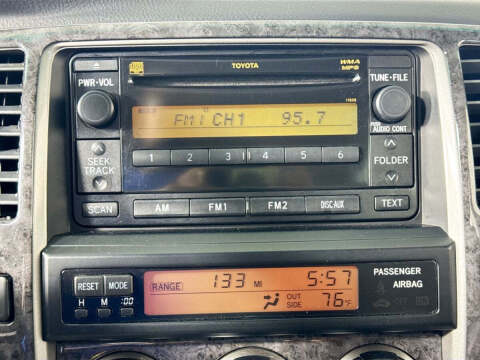 TOYOTA
WMA
MP3
PWR•VOL
TUNE•FILE
FM1 CH1 95.7
PUSH
AUDIO CONT
1 2 3 4 5 6
SEEK
TRACK
FOLDER
SCAN AM FM1 FM2 DISC AUX TEXT
RESET MODE
H M :00
RANGE 133 MI 5:57
OUT
SIDE 76°F
PASSENGER
AIRBAG
OFF